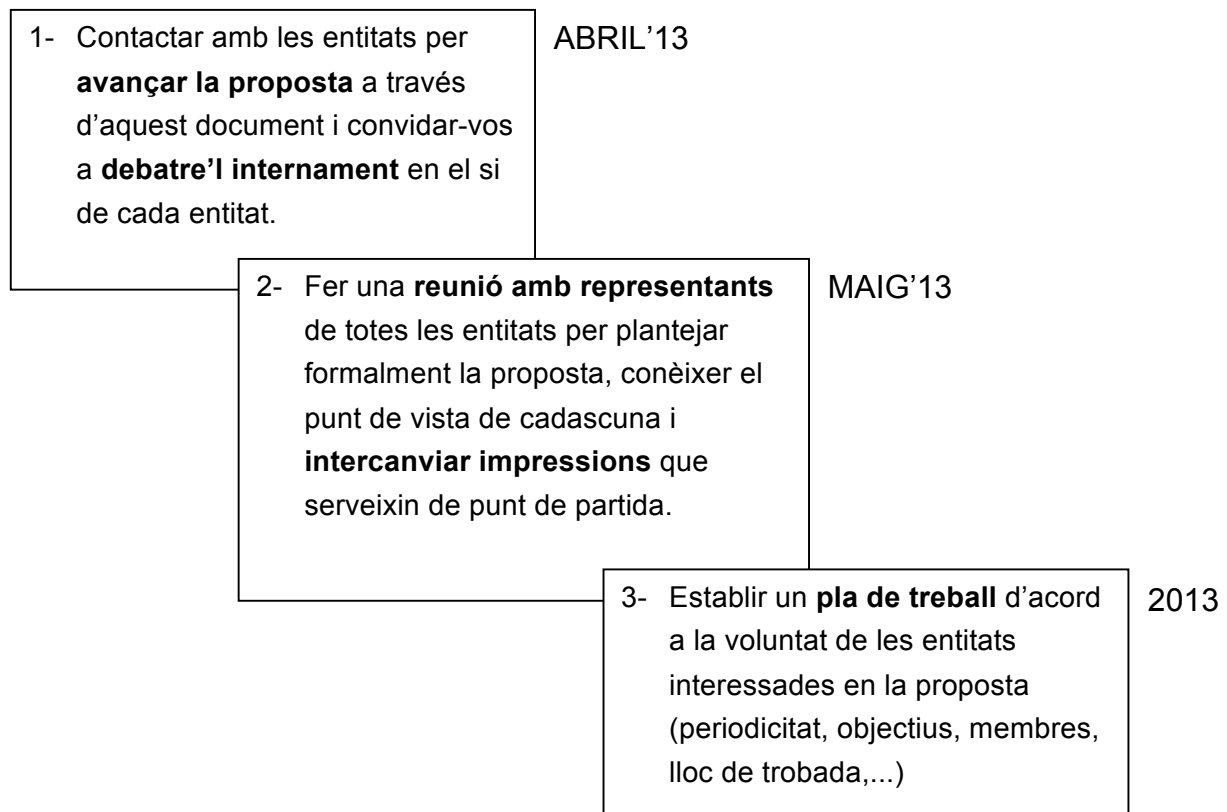 1- Contactar amb les entitats per
ABRIL’13
avançar la proposta a través
d’aquest document i convidar-vos
a debatre’l internament en el si
de cada entitat.
2- Fer una reunió amb representants
MAIG’13
de totes les entitats per plantejar
formalment la proposta, conèixer el
punt de vista de cadascuna i
intercanviar impressions que
serveixin de punt de partida.
3- Establir un pla de treball d’acord
2013
a la voluntat de les entitats
interessades en la proposta
(periodicitat, objectius, membres,
lloc de trobada,...)